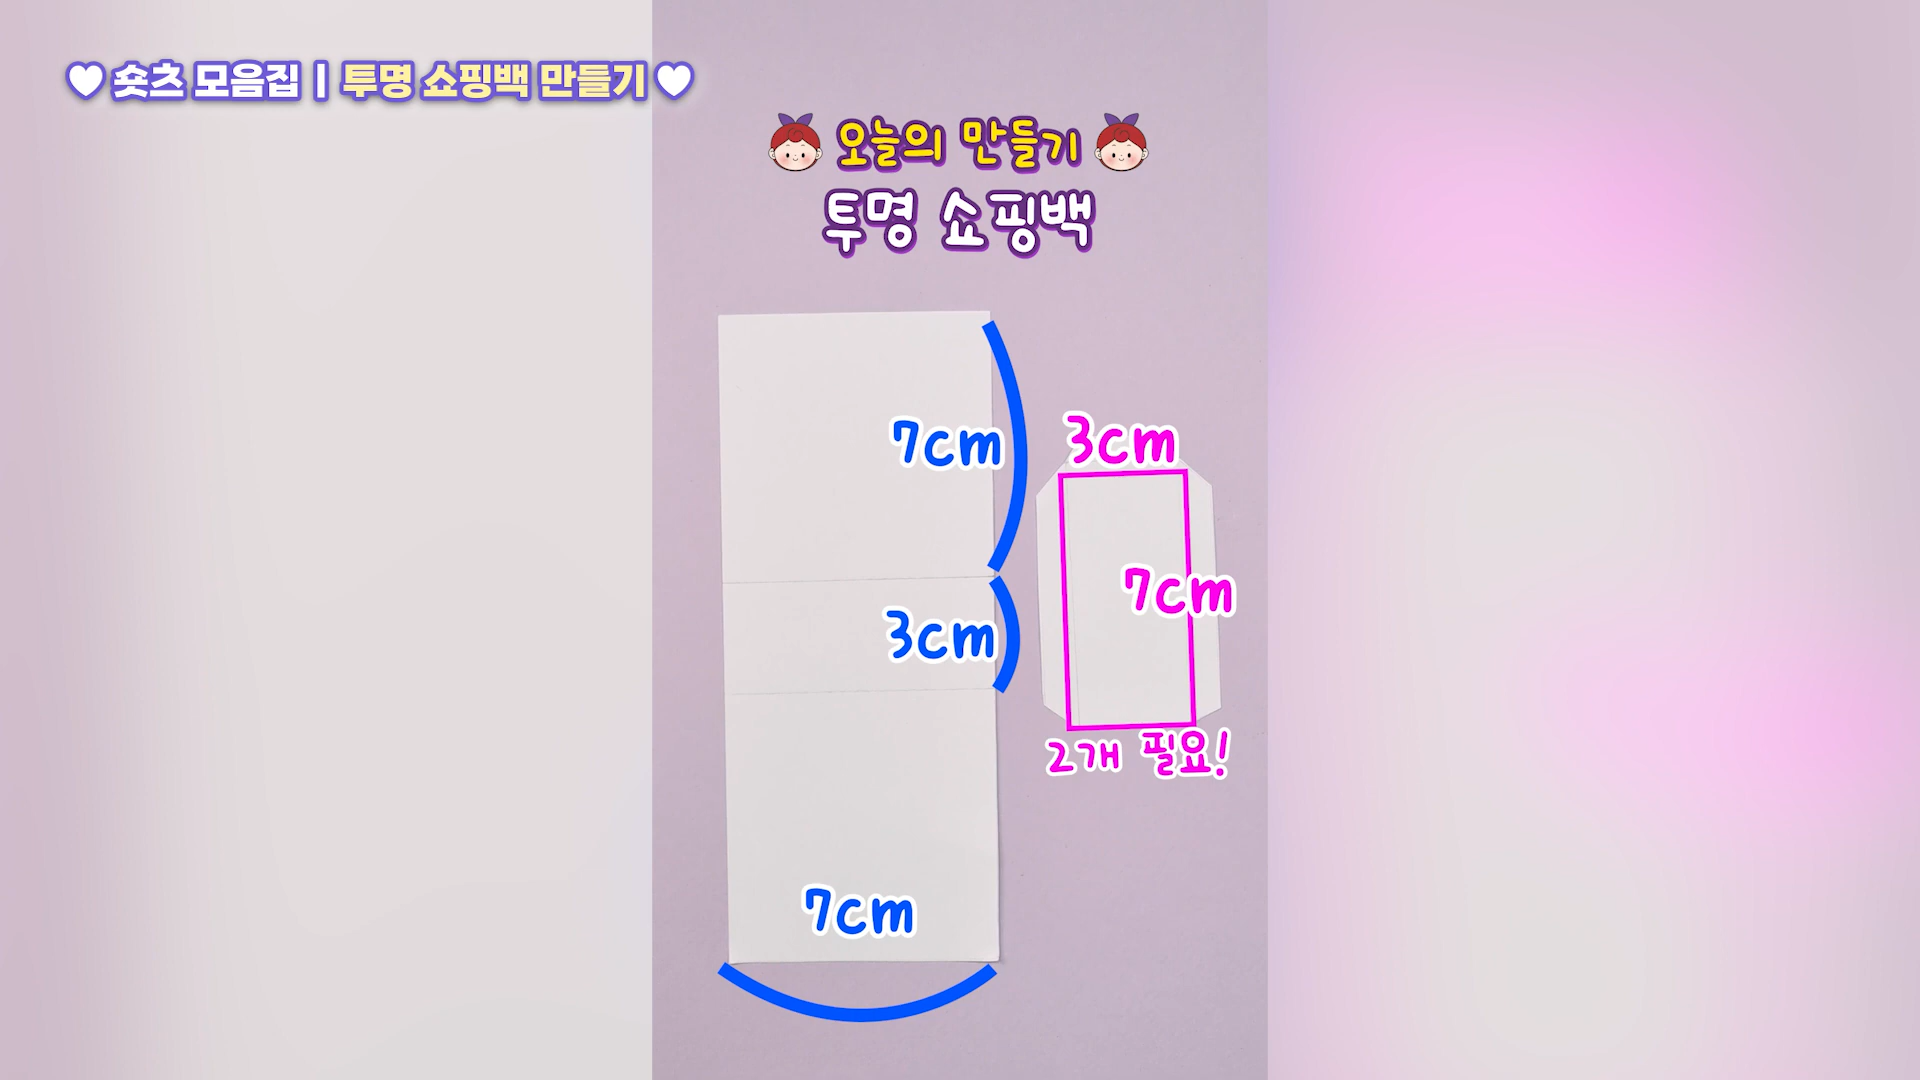 ♥ 숏츠 모음집 | 투명 쇼핑백 만들기 ♥
오늘의 만들기
투명 쇼핑백
7cm
3cm
3cm
7cm
2개 필요!
7cm